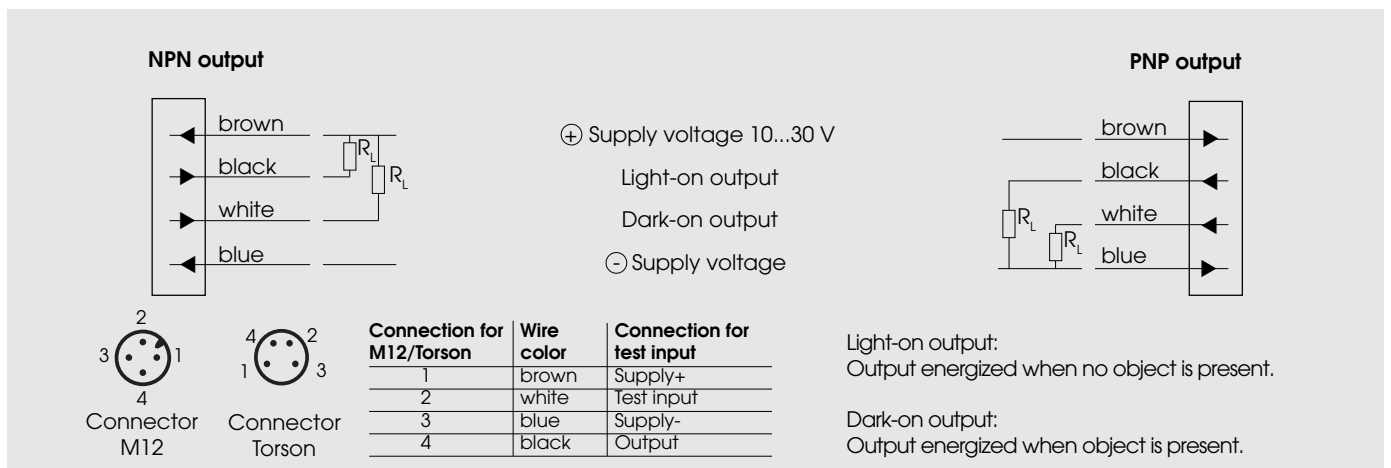 NPN output
PNP output
brown
black
white
blue
RL
RL
+ Supply voltage 10...30 V
Light-on output
Dark-on output
- Supply voltage
brown
black
white
blue
RL
RL
2
3 1
4
Connector
M12
4 2
1 3
Connector
Torson
Connection for M12/Torson | Wire color | Connection for test input
1 brown Supply+
2 white Test input
3 blue Supply-
4 black Output
Light-on output:
Output energized when no object is present.
Dark-on output:
Output energized when object is present.